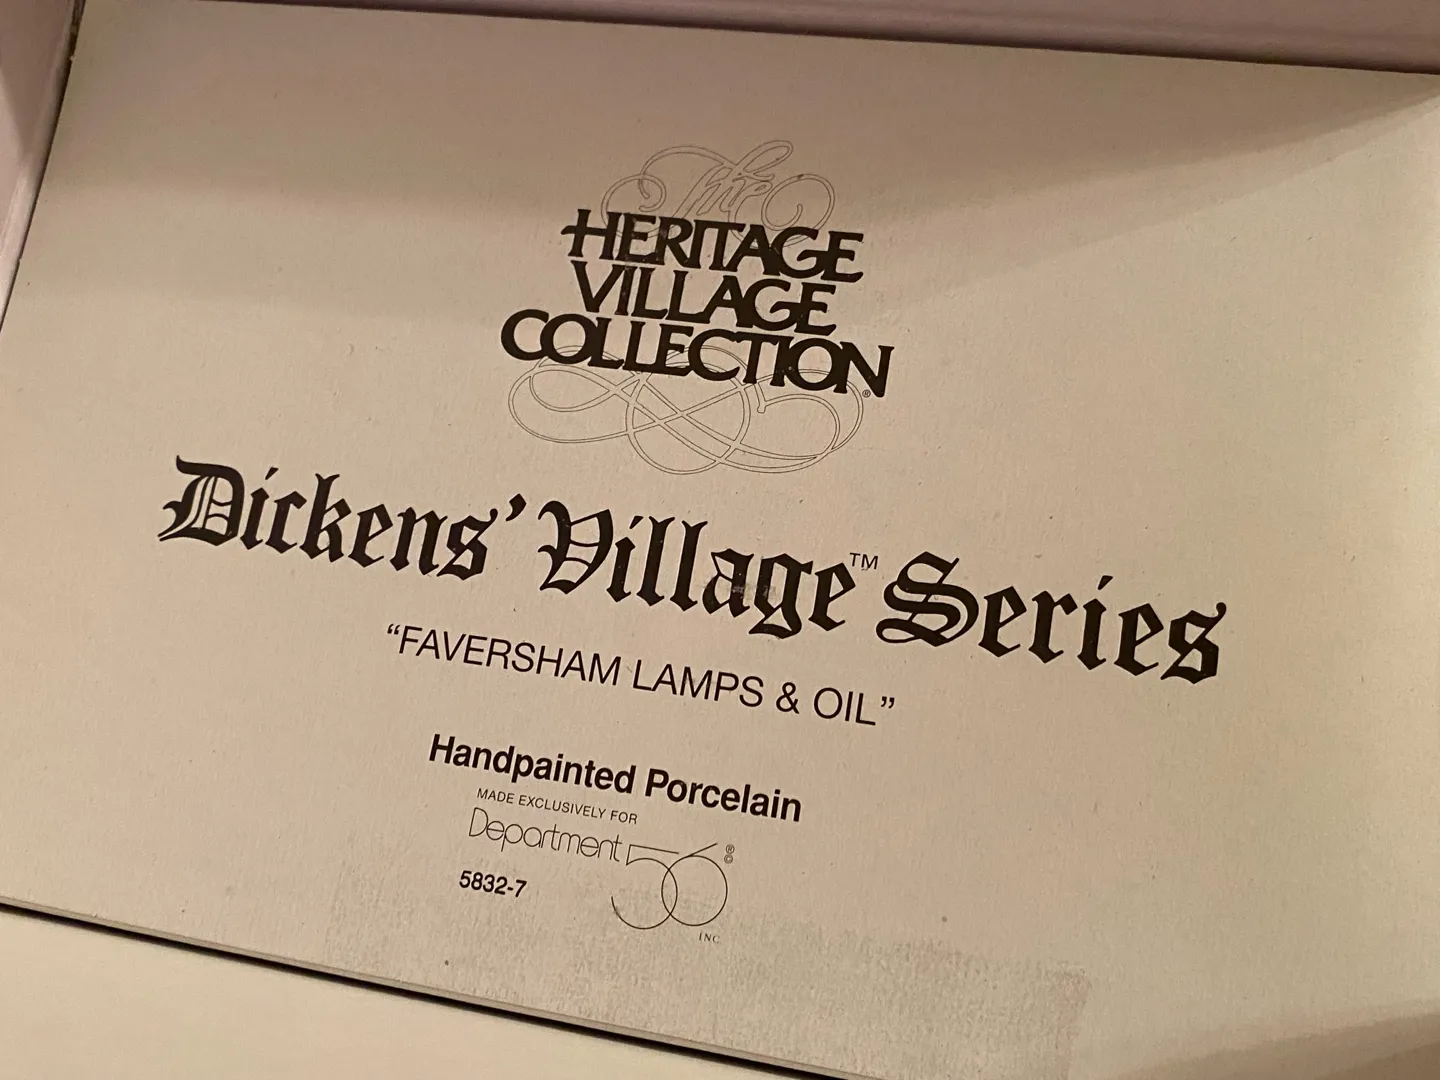 The
HERITAGE
VILLAGE
COLLECTION®
Dickens' Village™ Series
“FAVERSHAM LAMPS & OIL”
Handpainted Porcelain
MADE EXCLUSIVELY FOR
Department 56®©
5832-7
INC.